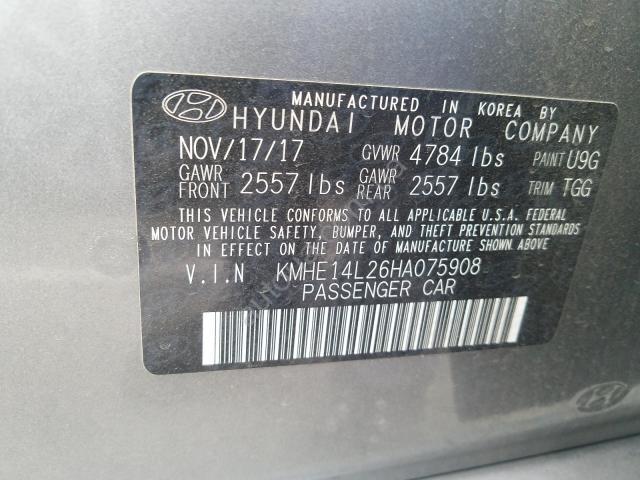 MANUFACTURED IN KOREA BY
HYUNDAI MOTOR COMPANY
NOV/17/17 GVWR 4784 lbs PAINT U9G
GAWR FRONT 2557 lbs GAWR REAR 2557 lbs TRIM TGG
THIS VEHICLE CONFORMS TO ALL APPLICABLE U.S.A. FEDERAL
MOTOR VEHICLE SAFETY, BUMPER, AND THEFT PREVENTION STANDARDS
IN EFFECT ON THE DATE OF MANUFACTURE SHOWN ABOVE
V.I.N KMHE14L26HA075908
PASSENGER CAR